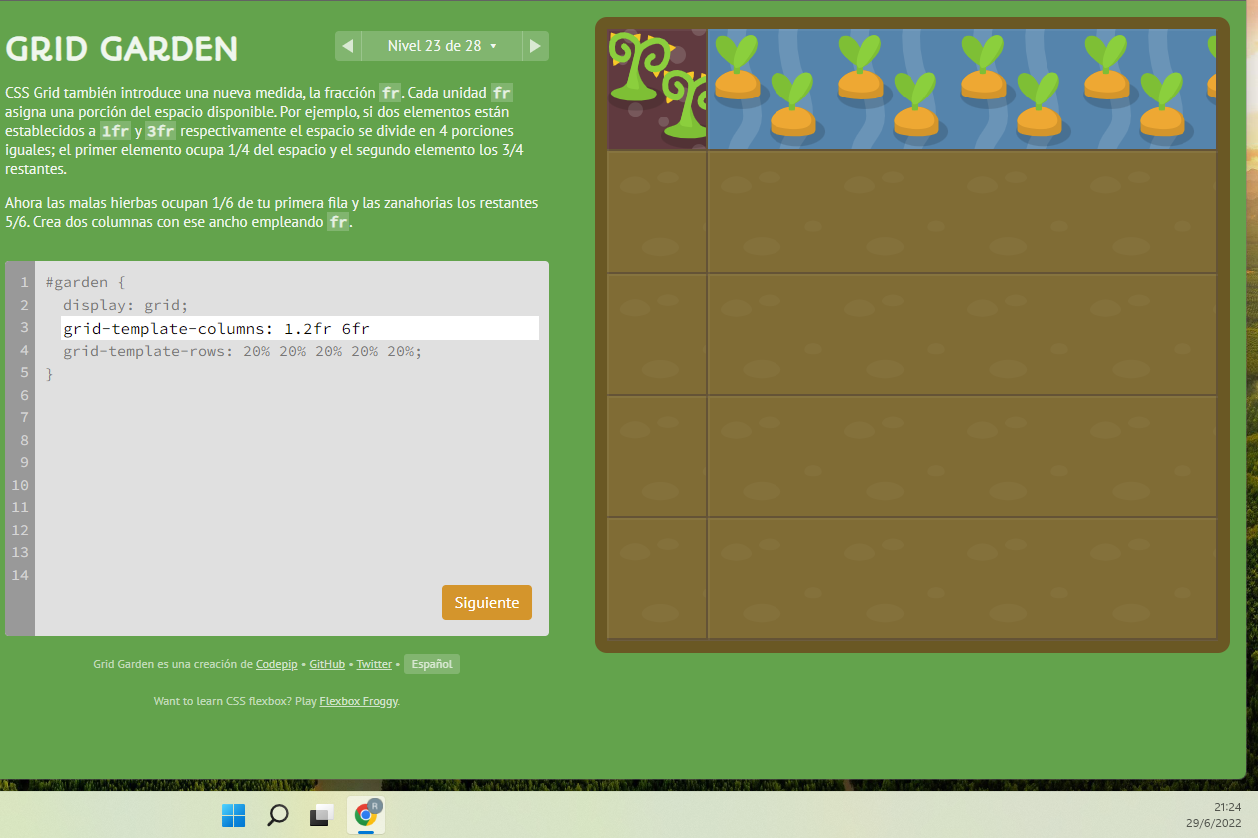 GRID GARDEN
Nivel 23 de 28
CSS Grid también introduce una nueva medida, la fracción fr. Cada unidad fr
asigna una porción del espacio disponible. Por ejemplo, si dos elementos están
establecidos a 1fr y 3fr respectivamente el espacio se divide en 4 porciones
iguales; el primer elemento ocupa 1/4 del espacio y el segundo elemento los 3/4
restantes.
Ahora las malas hierbas ocupan 1/6 de tu primera fila y las zanahorias los restantes
5/6. Crea dos columnas con ese ancho empleando fr.
1 #garden {
2 display: grid;
3 grid-template-columns: 1.2fr 6fr
4 grid-template-rows: 20% 20% 20% 20% 20%;
5 }
6
7
8
9
10
11
12
13
14
Siguiente
Grid Garden es una creación de Codepip • GitHub • Twitter • Español
Want to learn CSS flexbox? Play Flexbox Froggy.
R
21:24
29/6/2022